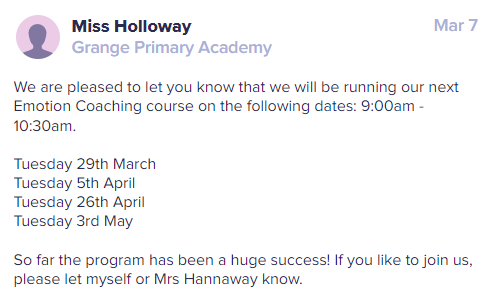 Miss Holloway
Mar 7
Grange Primary Academy
We are pleased to let you know that we will be running our next
Emotion Coaching course on the following dates: 9:00am -
10:30am.
Tuesday 29th March
Tuesday 5th April
Tuesday 26th April
Tuesday 3rd May
So far the program has been a huge success! If you like to join us,
please let myself or Mrs Hannaway know.